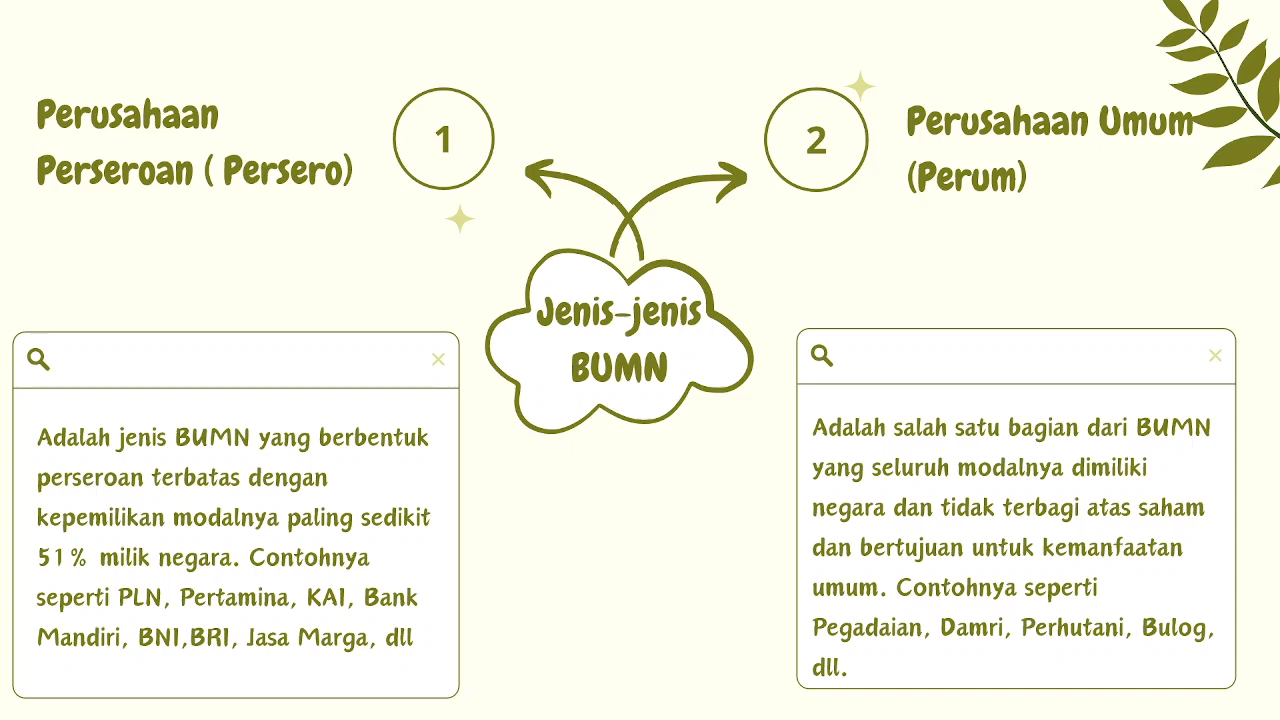 Perusahaan
Perseroan ( Persero)
1
2
Perusahaan Umum
(Perum)
Jenis-jenis
BUMN
Adalah jenis BUMN yang berbentuk
perseroan terbatas dengan
kepemilikan modalnya paling sedikit
51% milik negara. Contohnya
seperti PLN, Pertamina, KAI, Bank
Mandiri, BNI,BRI, Jasa Marga, dll
Adalah salah satu bagian dari BUMN
yang seluruh modalnya dimiliki
negara dan tidak terbagi atas saham
dan bertujuan untuk kemanfaatan
umum. Contohnya seperti
Pegadaian, Damri, Perhutani, Bulog,
dll.